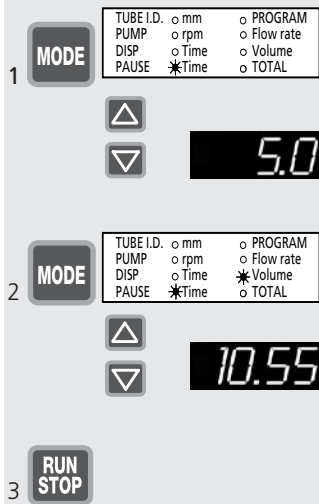 1 MODE
TUBE I.D. mm PROGRAM
PUMP rpm Flow rate
DISP Time Volume
PAUSE Time TOTAL
5.0
2 MODE
TUBE I.D. mm PROGRAM
PUMP rpm Flow rate
DISP Time Volume
PAUSE Time TOTAL
10.55
3 RUN
STOP